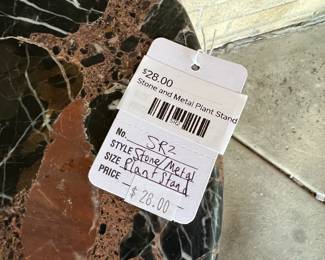 $28.00
Stone and Metal Plant Stand
No. SR2
STYLE Stone/Metal
SIZE Plant Stand
PRICE
$ 28.00